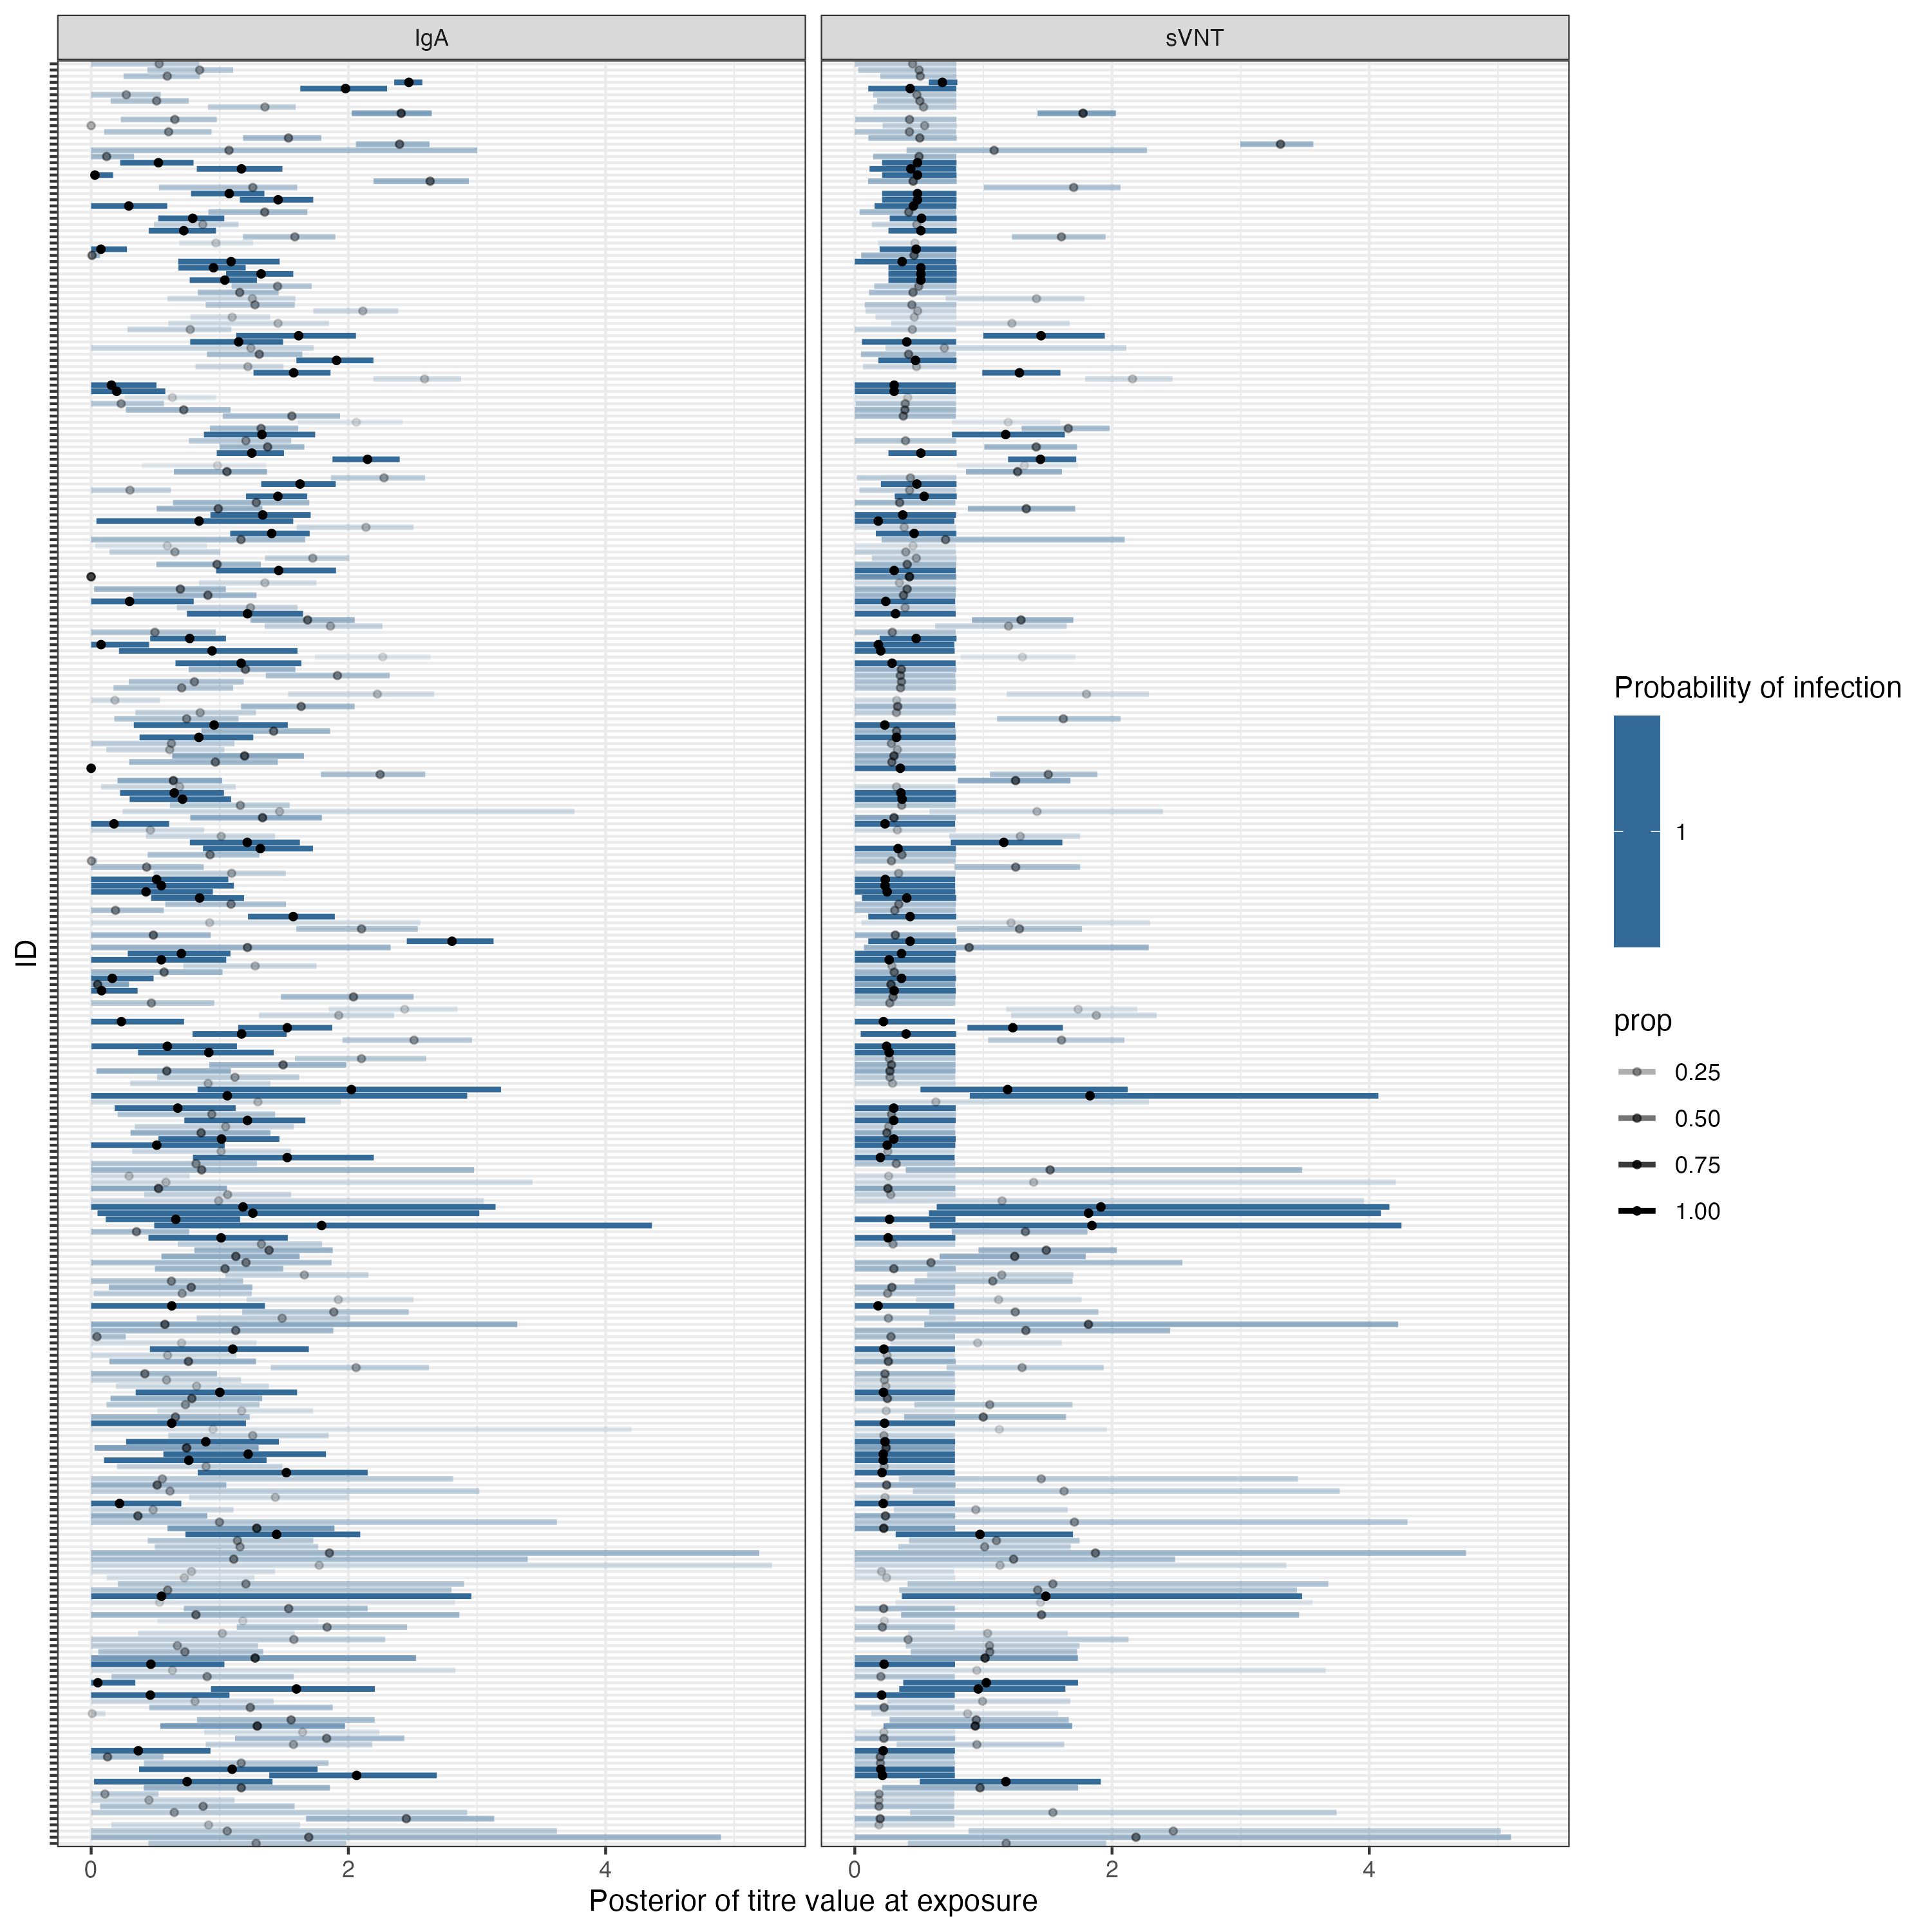 IgA
sVNT
ID
0
2
4
0
2
4
Posterior of titre value at exposure
Probability of infection
1
prop
0.25
0.50
0.75
1.00